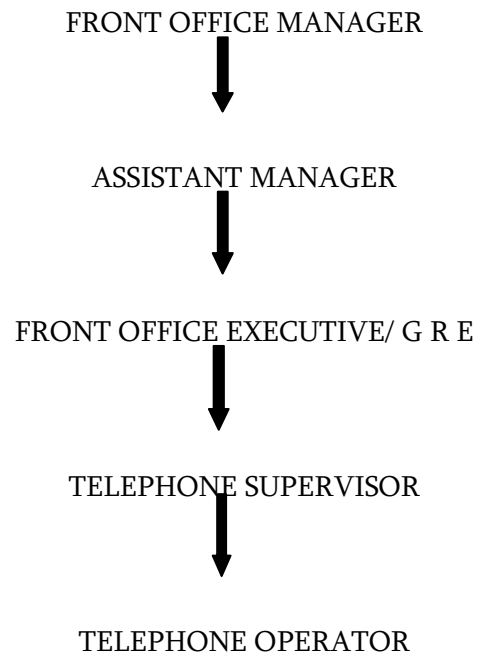 FRONT OFFICE MANAGER
ASSISTANT MANAGER
FRONT OFFICE EXECUTIVE/ G R E
TELEPHONE SUPERVISOR
TELEPHONE OPERATOR